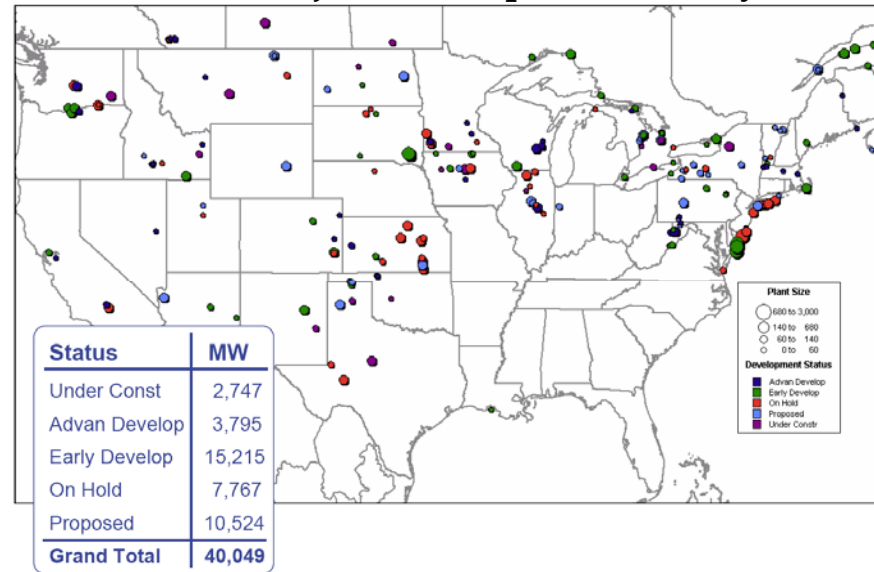 Plant Size
680 to 3,000
140 to 680
60 to 140
0 to 60
Development Status
Advan Develop
Early Develop
On Hold
Proposed
Under Constr
Status MW
Under Const 2,747
Advan Develop 3,795
Early Develop 15,215
On Hold 7,767
Proposed 10,524
Grand Total 40,049